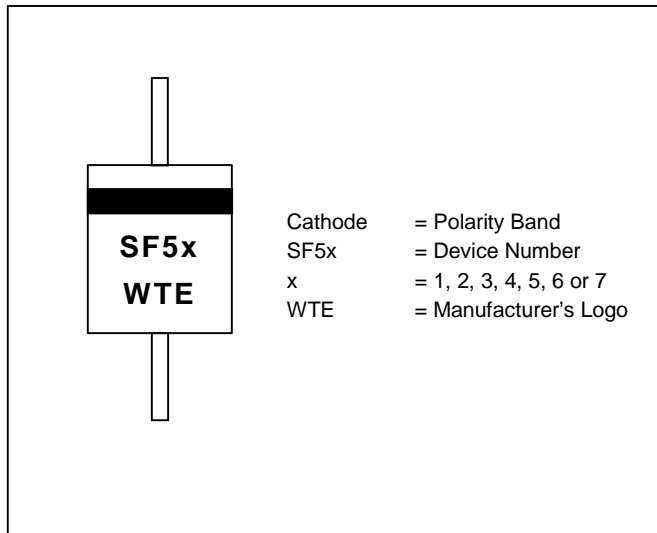 SF5x
WTE
Cathode = Polarity Band
SF5x = Device Number
x = 1, 2, 3, 4, 5, 6 or 7
WTE = Manufacturer's Logo